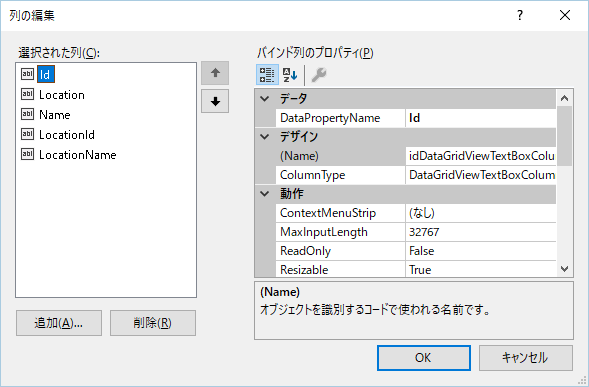 列の編集
選択された列(C):
Id
Location
Name
LocationId
LocationName
追加(A)...
削除(R)
バインド列のプロパティ(P)
データ
DataPropertyName Id
デザイン
(Name) idDataGridViewTextBoxColu
ColumnType DataGridViewTextBoxColum
動作
ContextMenuStrip (なし)
MaxInputLength 32767
ReadOnly False
Resizable True
(Name)
オブジェクトを識別するコードで使われる名前です。
OK
キャンセル